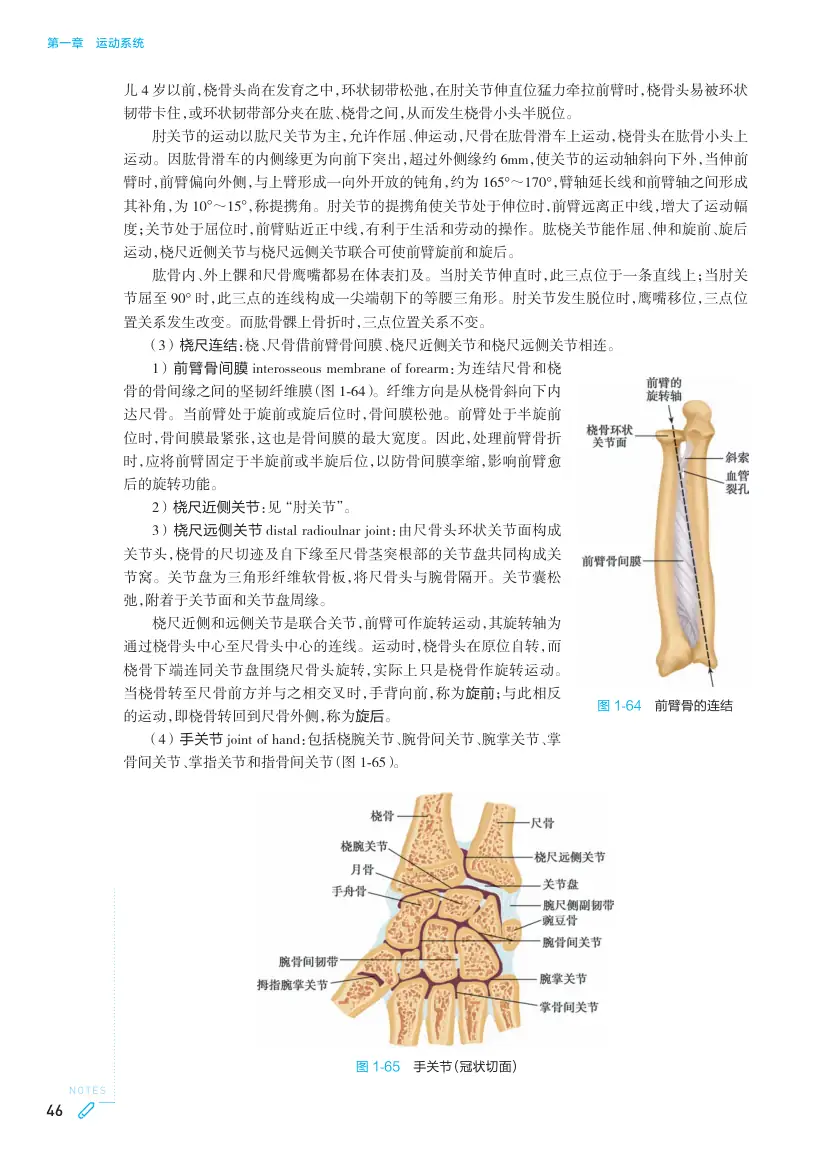 第一章 运动系统
儿 4 岁以前,桡骨头尚在发育之中,环状韧带松弛,在肘关节伸直位猛力牵拉前臂时,桡骨头易被环状
韧带卡住,或环状韧带部分夹在肱、桡骨之间,从而发生桡骨小头半脱位。
肘关节的运动以肱尺关节为主,允许作屈、伸运动,尺骨在肱骨滑车上运动,桡骨头在肱骨小头上
运动。因肱骨滑车的内侧缘更为向前下突出,超过外侧缘约 6mm,使关节的运动轴斜向下外,当伸前
臂时,前臂偏向外侧,与上臂形成一向外开放的钝角,约为 165°～170°,臂轴延长线和前臂轴之间形成
其补角,为 10°～15°,称提携角。肘关节的提携角使关节处于伸位时,前臂远离正中线,增大了运动幅
度;关节处于屈位时,前臂贴近正中线,有利于生活和劳动的操作。肱桡关节能作屈、伸和旋前、旋后
运动,桡尺近侧关节与桡尺远侧关节联合可使前臂旋前和旋后。
肱骨内、外上髁和尺骨鹰嘴都易在体表扪及。当肘关节伸直时,此三点位于一条直线上;当肘关
节屈至 90° 时,此三点的连线构成一尖端朝下的等腰三角形。肘关节发生脱位时,鹰嘴移位,三点位
置关系发生改变。而肱骨髁上骨折时,三点位置关系不变。
（3）桡尺连结:桡、尺骨借前臂骨间膜、桡尺近侧关节和桡尺远侧关节相连。
1）前臂骨间膜 interosseous membrane of forearm:为连结尺骨和桡
骨的骨间缘之间的坚韧纤维膜（图 1-64）。纤维方向是从桡骨斜向下内
达尺骨。当前臂处于旋前或旋后位时,骨间膜松弛。前臂处于半旋前
位时,骨间膜最紧张,这也是骨间膜的最大宽度。因此,处理前臂骨折
时,应将前臂固定于半旋前或半旋后位,以防骨间膜挛缩,影响前臂愈
后的旋转功能。
2）桡尺近侧关节:见“肘关节”。
3）桡尺远侧关节 distal radioulnar joint:由尺骨头环状关节面构成
关节头,桡骨的尺切迹及自下缘至尺骨茎突根部的关节盘共同构成关
节窝。关节盘为三角形纤维软骨板,将尺骨头与腕骨隔开。关节囊松
弛,附着于关节面和关节盘周缘。
桡尺近侧和远侧关节是联合关节,前臂可作旋转运动,其旋转轴为
通过桡骨头中心至尺骨头中心的连线。运动时,桡骨头在原位自转,而
桡骨下端连同关节盘围绕尺骨头旋转,实际上只是桡骨作旋转运动。
当桡骨转至尺骨前方并与之相交叉时,手背向前,称为旋前;与此相反
的运动,即桡骨转回到尺骨外侧,称为旋后。
（4）手关节 joint of hand:包括桡腕关节、腕骨间关节、腕掌关节、掌
骨间关节、掌指关节和指骨间关节（图 1-65）。
前臂的
旋转轴
桡骨环状
关节面
斜索
血管
裂孔
前臂骨间膜
图 1-64 前臂骨的连结
桡骨
尺骨
桡腕关节
桡尺远侧关节
月骨
关节盘
手舟骨
腕尺侧副韧带
豌豆骨
腕骨间关节
腕骨间韧带
腕掌关节
拇指腕掌关节
掌骨间关节
图 1-65 手关节（冠状切面）
NOTES
46